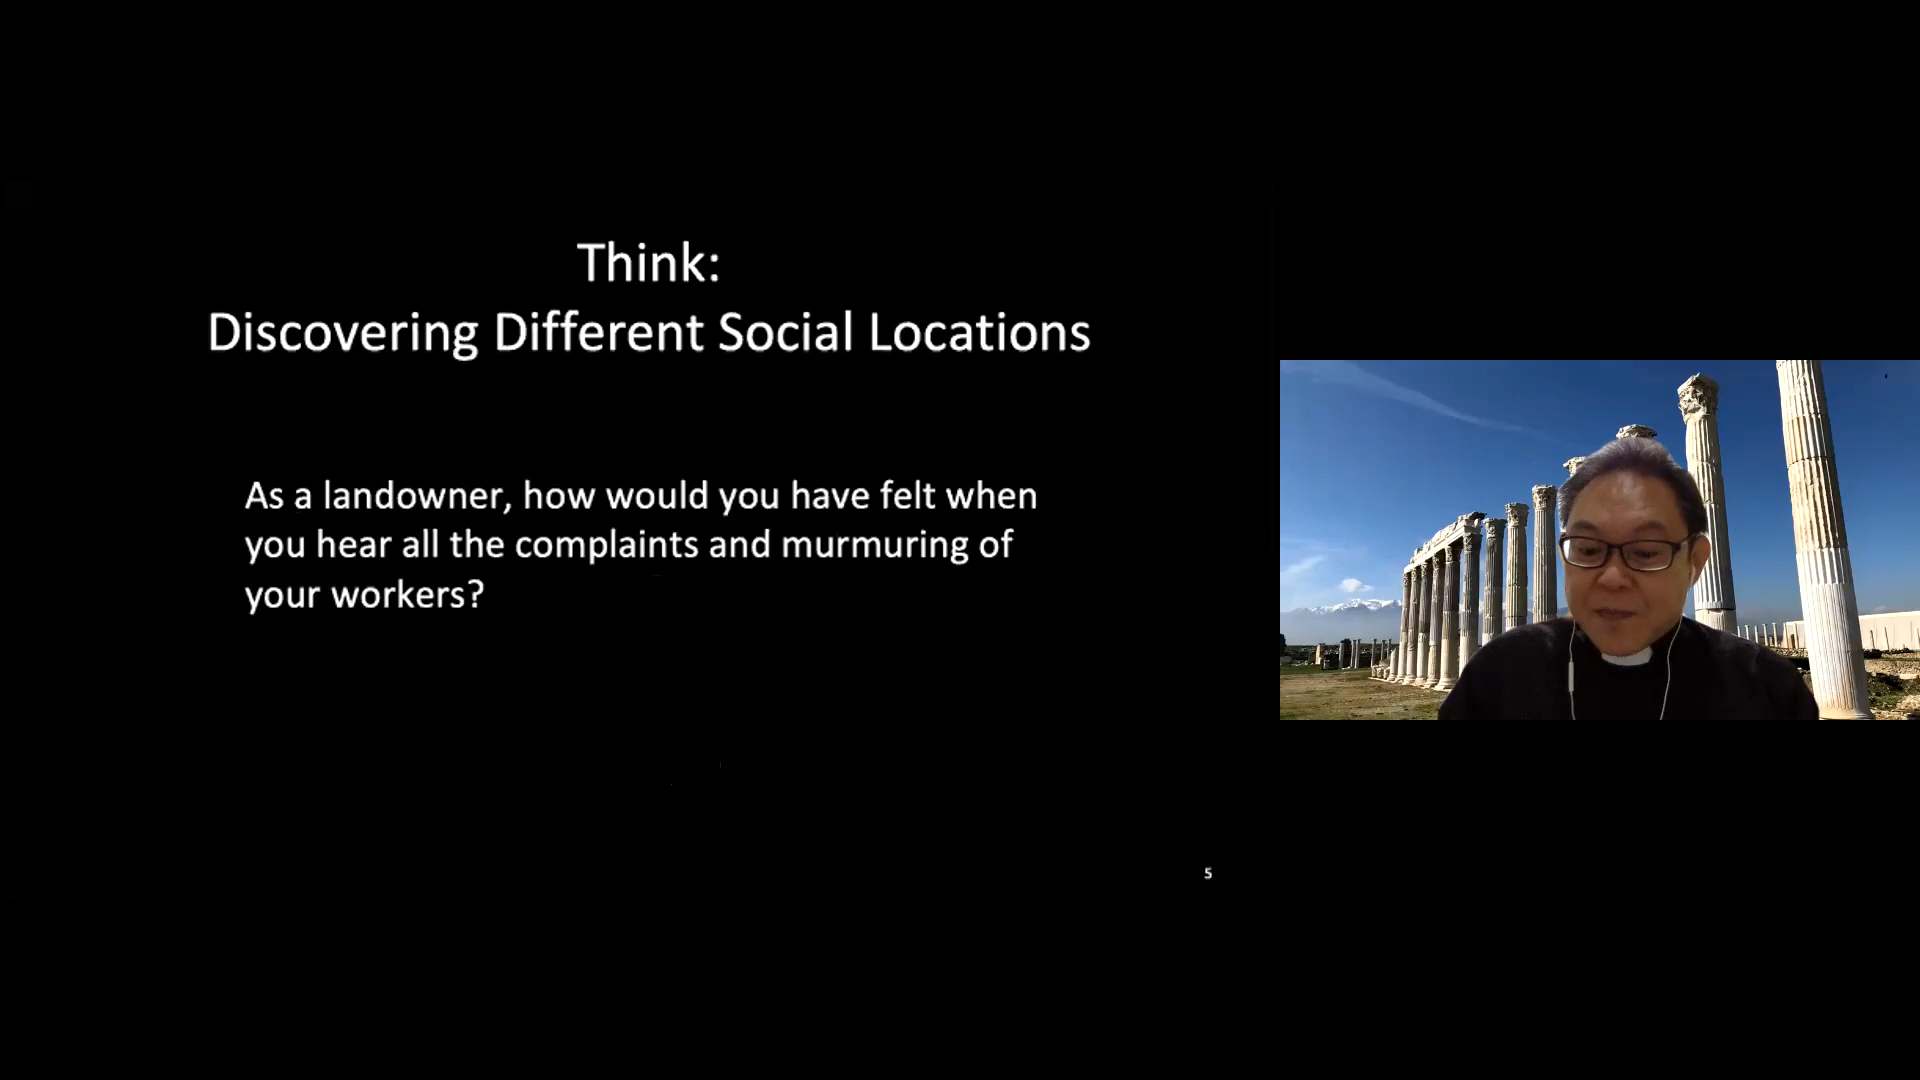 Think:
Discovering Different Social Locations
As a landowner, how would you have felt when
you hear all the complaints and murmuring of
your workers?
5